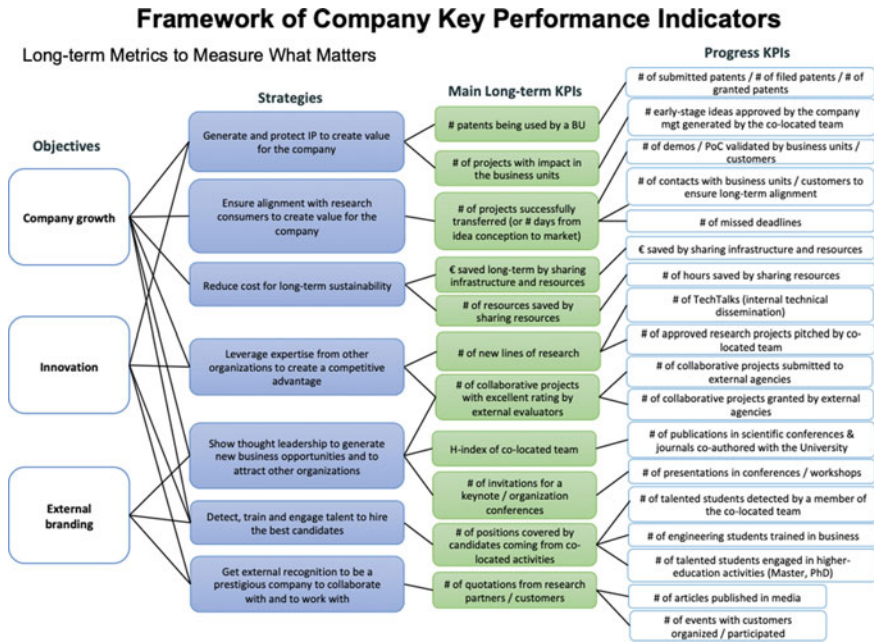 Framework of Company Key Performance Indicators
Long-term Metrics to Measure What Matters
Objectives
Company growth
Innovation
External
branding
Strategies
Generate and protect IP to create value
for the company
Ensure alignment with research
consumers to create value for the
company
Reduce cost for long-term sustainability
Leverage expertise from other
organizations to create a competitive
advantage
Show thought leadership to generate
new business opportunities and to
attract other organizations
Detect, train and engage talent to hire
the best candidates
Get external recognition to be a
prestigious company to collaborate
with and to work with
Main Long-term KPIs
# patents being used by a BU
# of projects with impact in
the business units
# of projects successfully
transferred (or # days from
idea conception to market)
€ saved long-term by sharing
infrastructure and resources
# of resources saved by
sharing resources
# of new lines of research
# of collaborative projects
with excellent rating by
external evaluators
H-index of co-located team
# of invitations for a
keynote / organization
conferences
# of positions covered by
candidates coming from co-
located activities
# of quotations from research
partners / customers
Progress KPIs
# of submitted patents / # of filed patents / # of
granted patents
# early-stage ideas approved by the company
mgt generated by the co-located team
# of demos / PoC validated by business units /
customers
# of contacts with business units / customers to
ensure long-term alignment
# of missed deadlines
€ saved by sharing infrastructure and resources
# of hours saved by sharing resources
# of TechTalks (internal technical
dissemination)
# of approved research projects pitched by co-
located team
# of collaborative projects submitted to
external agencies
# of collaborative projects granted by external
agencies
# of publications in scientific conferences &
journals co-authored with the University
# of presentations in conferences / workshops
# of talented students detected by a member of
the co-located team
# of engineering students trained in business
# of talented students engaged in higher-
education activities (Master, PhD)
# of articles published in media
# of events with customers
organized / participated